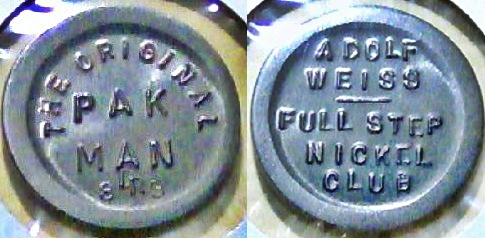 THE ORIGINAL
PAK
MAN
ADOLF
WEISS
FULL STEP
NICKEL
CLUB